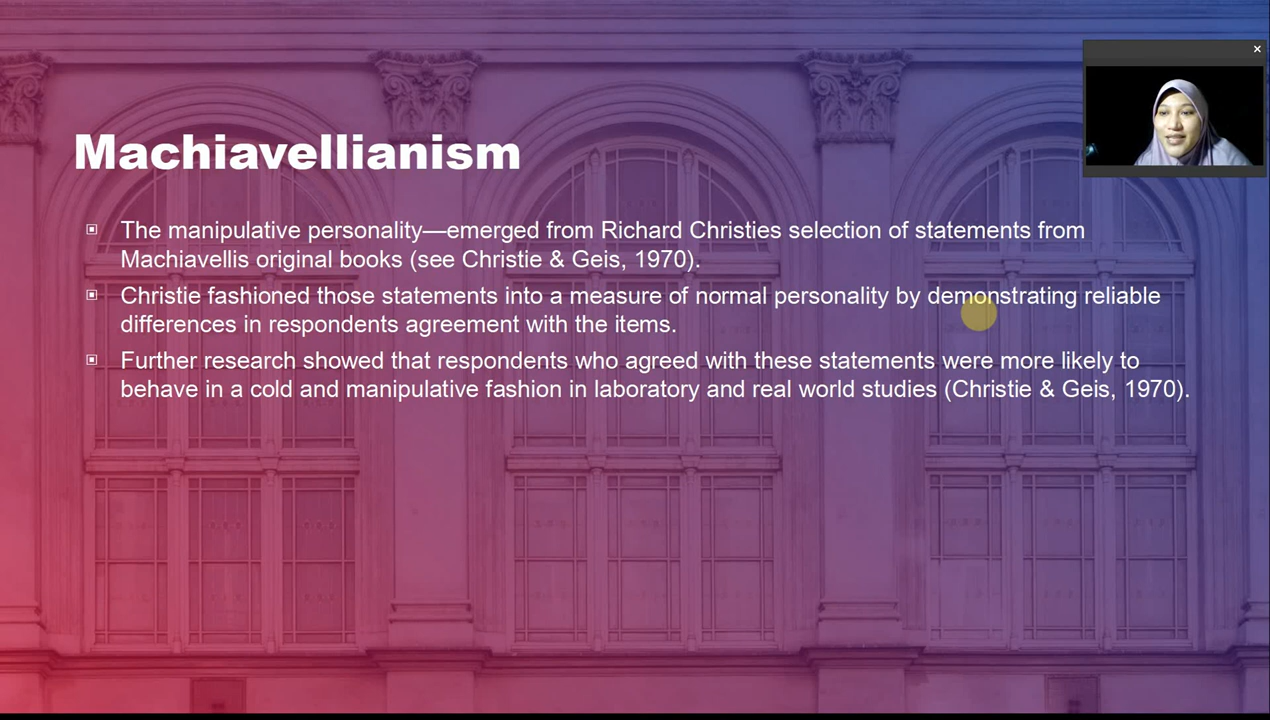 Machiavellianism
The manipulative personality—emerged from Richard Christies selection of statements from
Machiavellis original books (see Christie & Geis, 1970).
Christie fashioned those statements into a measure of normal personality by demonstrating reliable
differences in respondents agreement with the items.
Further research showed that respondents who agreed with these statements were more likely to
behave in a cold and manipulative fashion in laboratory and real world studies (Christie & Geis, 1970).